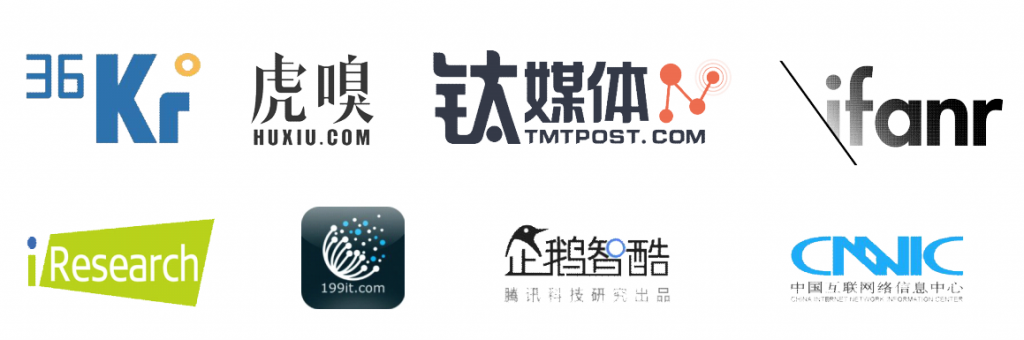 36Kr
虎嗅
HUXIU.COM
钛媒体
TMTPOST.COM
ifanr
iResearch
199it.com
企鹅智酷
腾讯科技研究出品
CNNIC
中国互联网络信息中心
CHINA INTERNET NETWORK INFORMATION CENTER